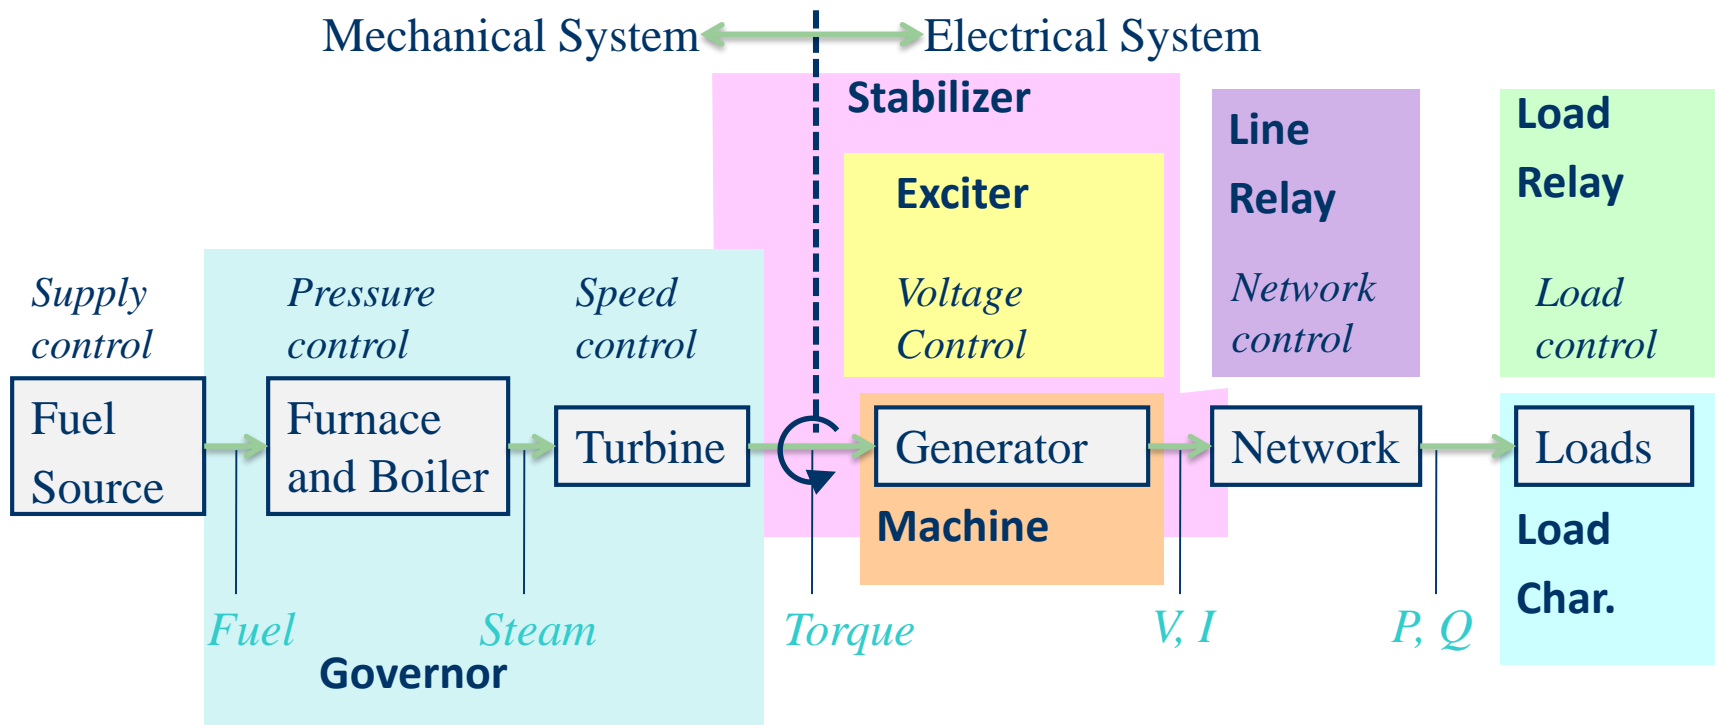 Mechanical System
Electrical System
Stabilizer
Line
Relay
Load
Relay
Exciter
Supply
control
Pressure
control
Speed
control
Voltage
Control
Network
control
Load
control
Fuel
Source
Furnace
and Boiler
Turbine
Generator
Network
Loads
Machine
Load
Char.
Fuel
Steam
Torque
V, I
P, Q
Governor